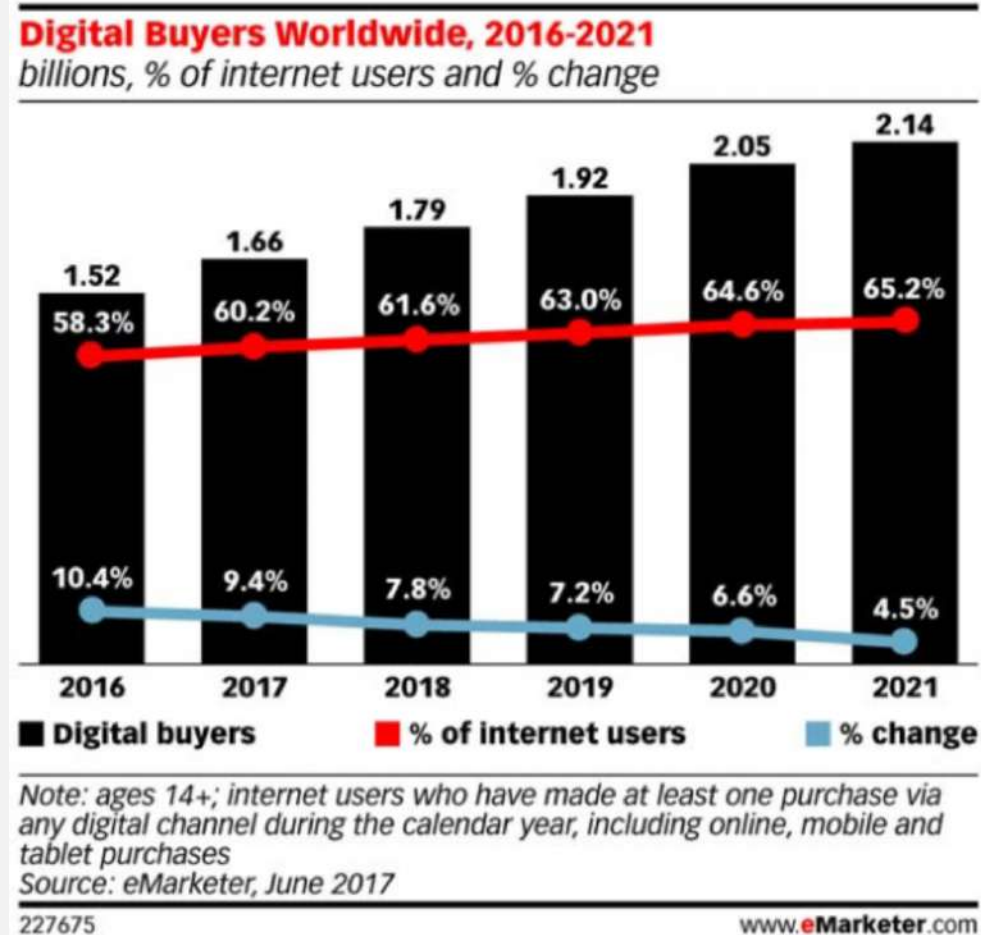 Digital Buyers Worldwide, 2016-2021
billions, % of internet users and % change
1.52
1.66
1.79
1.92
2.05
2.14
58.3%
60.2%
61.6%
63.0%
64.6%
65.2%
10.4%
9.4%
7.8%
7.2%
6.6%
4.5%
2016 2017 2018 2019 2020 2021
Digital buyers % of internet users % change
Note: ages 14+; internet users who have made at least one purchase via
any digital channel during the calendar year, including online, mobile and
tablet purchases
Source: eMarketer, June 2017
227675 www.eMarketer.com